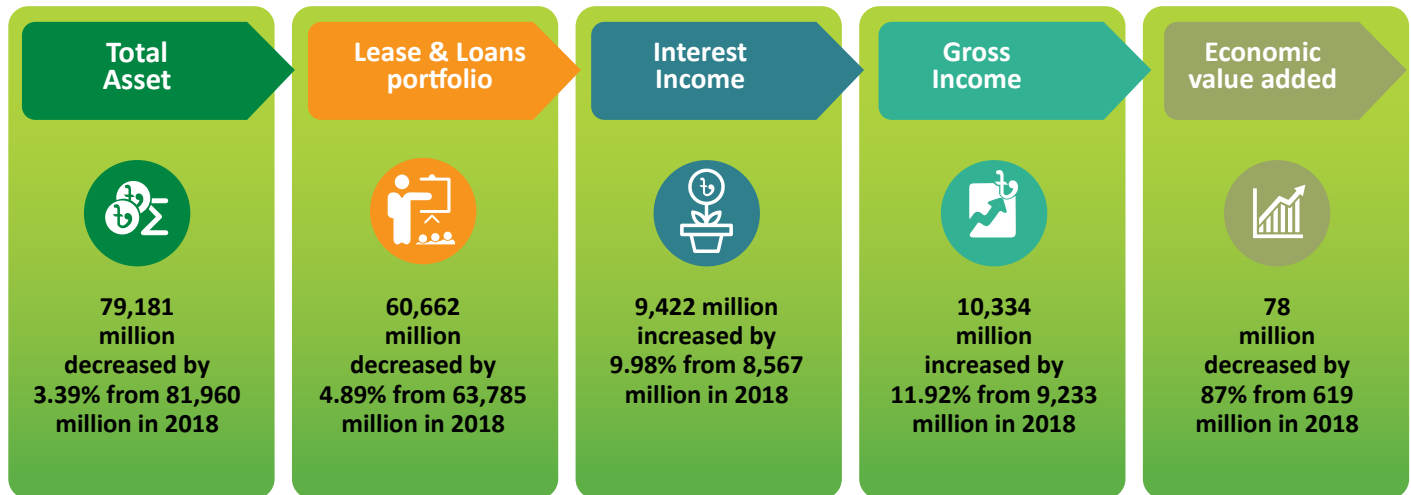 Total
Asset
79,181
million
decreased by
3.39% from 81,960
million in 2018
Lease & Loans
portfolio
60,662
million
decreased by
4.89% from 63,785
million in 2018
Interest
Income
9,422 million
increased by
9.98% from 8,567
million in 2018
Gross
Income
10,334
million
increased by
11.92% from 9,233
million in 2018
Economic
value added
78
million
decreased by
87% from 619
million in 2018